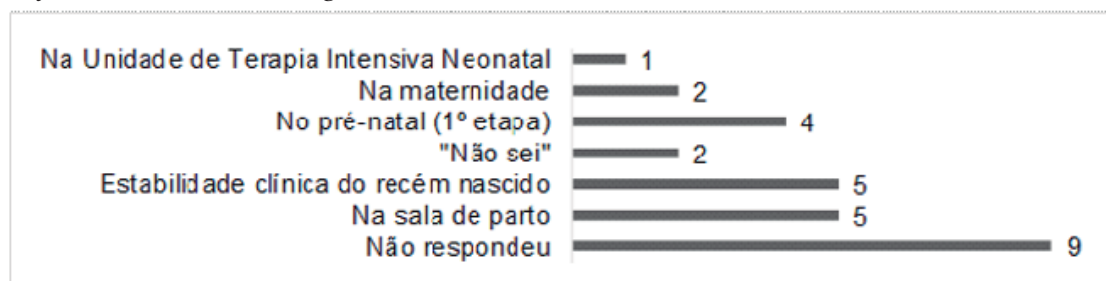 Na Unidade de Terapia Intensiva Neonatal 1
Na maternidade 2
No pré-natal (1º etapa) 4
"Não sei" 2
Estabilidade clínica do recém nascido 5
Na sala de parto 5
Não respondeu 9